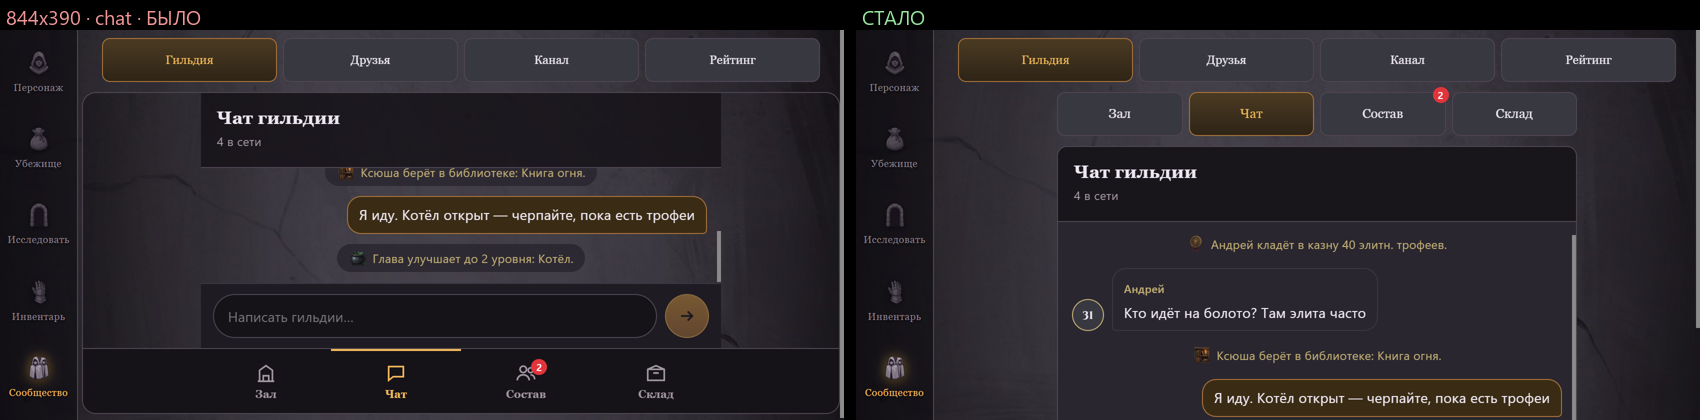 844x390 · chat · БЫЛО
Гильдия
Друзья
Канал
Рейтинг
Персонаж
Убежище
Исследовать
Инвентарь
Сообщество
Чат гильдии
4 в сети
Ксюша берёт в библиотеке: Книга огня.
Я иду. Котёл открыт — черпайте, пока есть трофеи
Глава улучшает до 2 уровня: Котёл.
Написать гильдии...
Зал
Чат
2
Состав
Склад
СТАЛО
Гильдия
Друзья
Канал
Рейтинг
Персонаж
Убежище
Исследовать
Инвентарь
Сообщество
Зал
Чат
Состав
2
Склад
Чат гильдии
4 в сети
Андрей кладёт в казну 40 элитн. трофеев.
Андрей
31
Кто идёт на болото? Там элита часто
Ксюша берёт в библиотеке: Книга огня.
Я иду. Котёл открыт — черпайте, пока есть трофеи